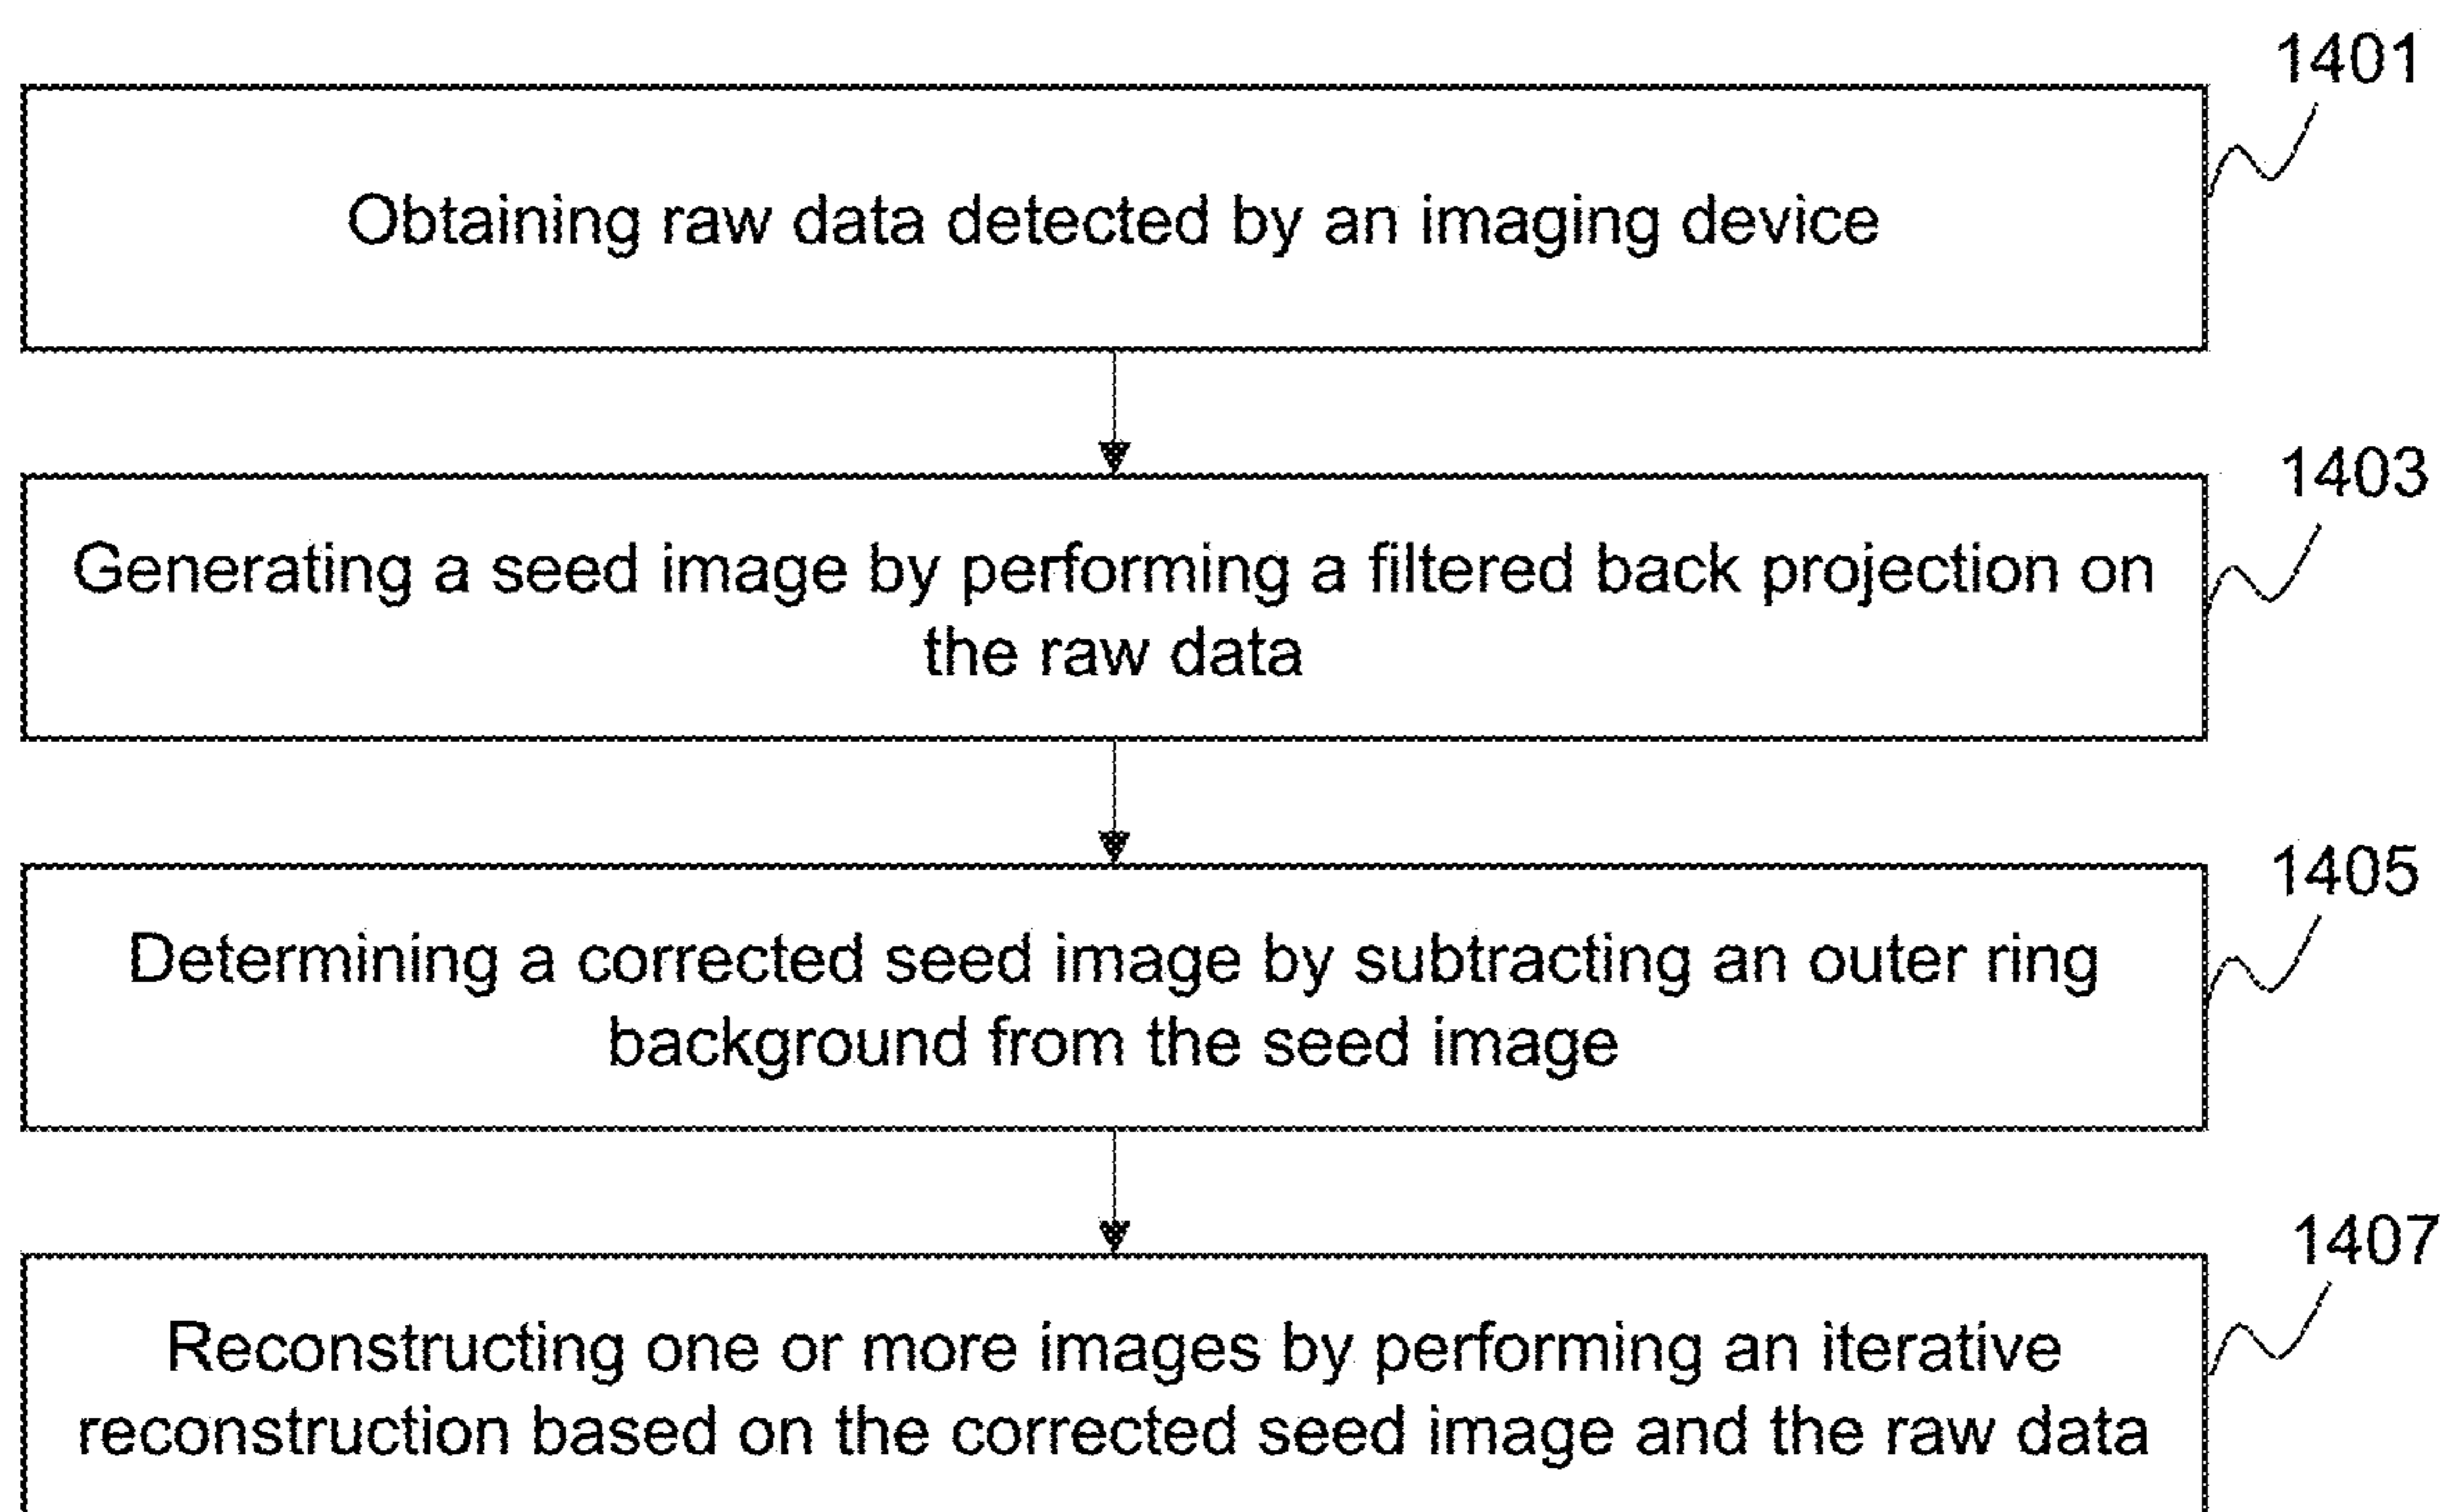 1401
Obtaining raw data detected by an imaging device
1403
Generating a seed image by performing a filtered back projection on
the raw data
1405
Determining a corrected seed image by subtracting an outer ring
background from the seed image
1407
Reconstructing one or more images by performing an iterative
reconstruction based on the corrected seed image and the raw data